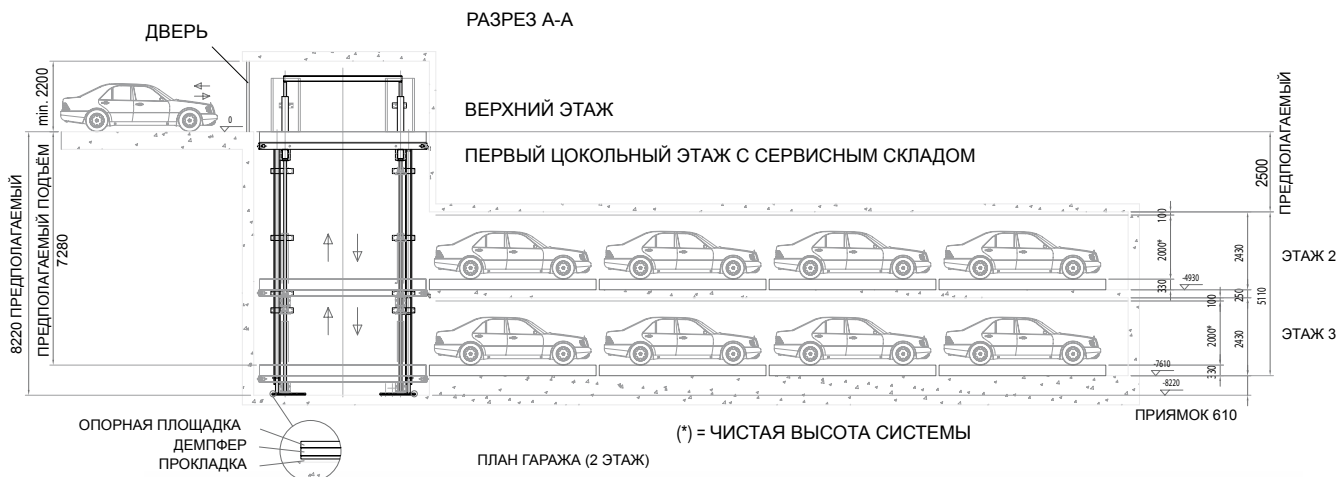 РАЗРЕЗ А-А
ДВЕРЬ
min. 2200
0
ВЕРХНИЙ ЭТАЖ
ПЕРВЫЙ ЦОКОЛЬНЫЙ ЭТАЖ С СЕРВИСНЫМ СКЛАДОМ
8220 ПРЕДПОЛАГАЕМЫЙ
ПРЕДПОЛАГАЕМЫЙ ПОДЪЁМ
7280
2500
ПРЕДПОЛАГАЕМЫЙ
100
2000*
330
2430
-4930
ЭТАЖ 2
250
5110
100
2000*
330
2430
-7610
ЭТАЖ 3
-8220
ПРИЯМОК 610
ОПОРНАЯ ПЛОЩАДКА
ДЕМПФЕР
ПРОКЛАДКА
(*) = ЧИСТАЯ ВЫСОТА СИСТЕМЫ
ПЛАН ГАРАЖА (2 ЭТАЖ)